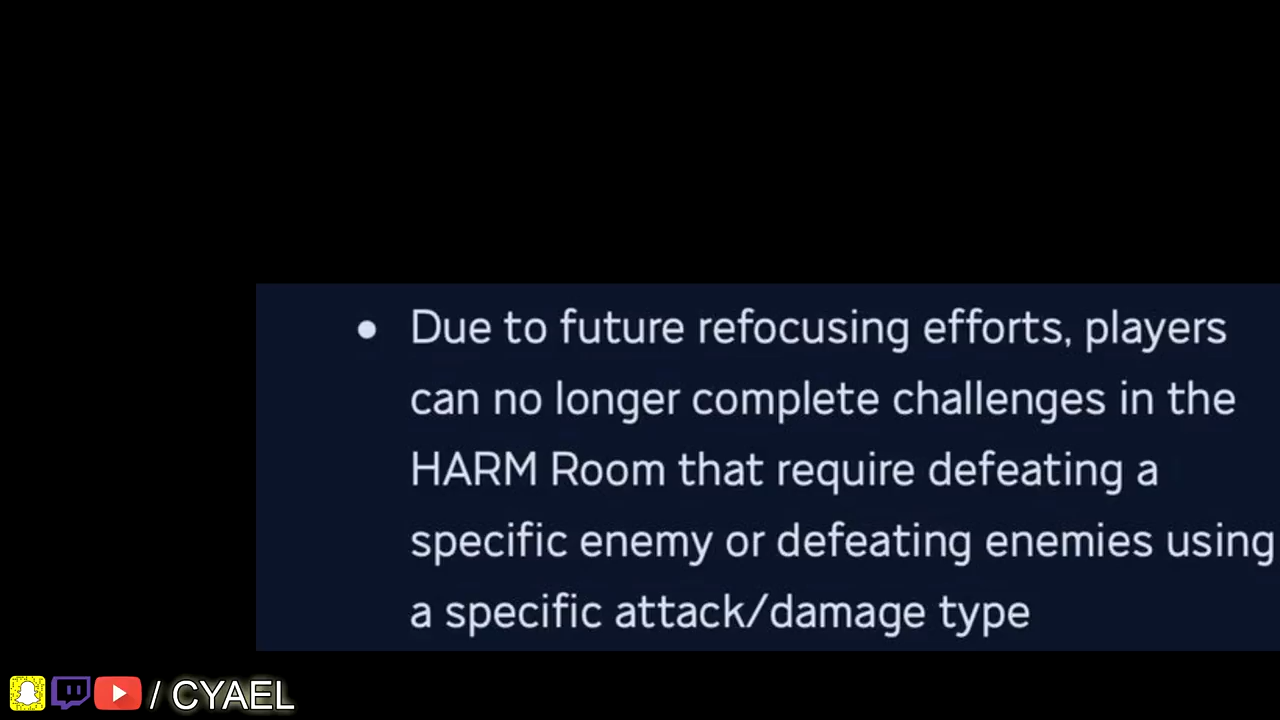 • Due to future refocusing efforts, players
can no longer complete challenges in the
HARM Room that require defeating a
specific enemy or defeating enemies using
a specific attack/damage type
/ CYAEL